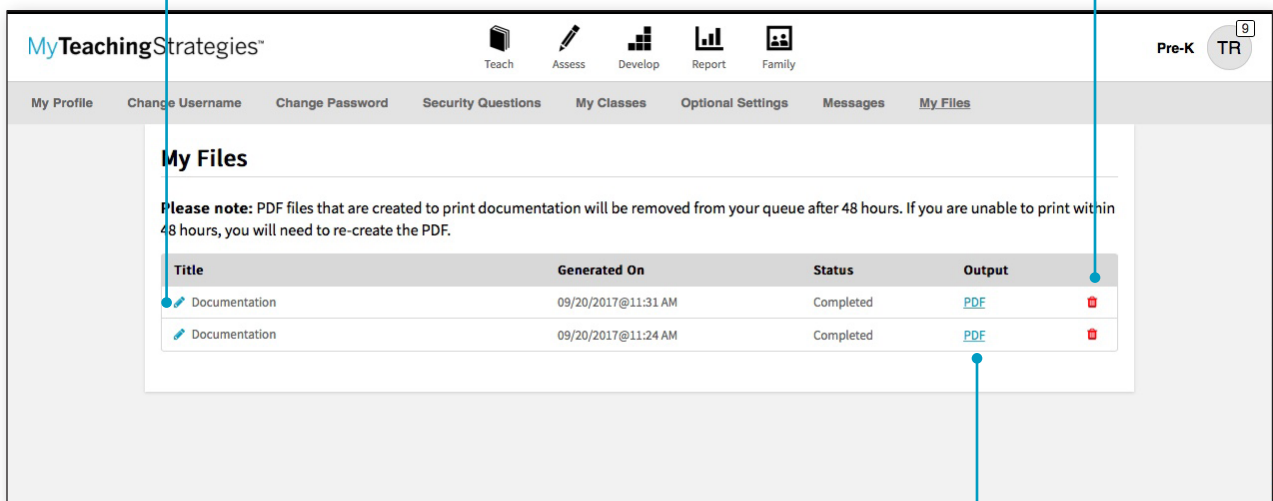 MyTeachingStrategies™
Teach Assess Develop Report Family
Pre-K TR 9
My Profile Change Username Change Password Security Questions My Classes Optional Settings Messages My Files
My Files
Please note: PDF files that are created to print documentation will be removed from your queue after 48 hours. If you are unable to print within
48 hours, you will need to re-create the PDF.
Title Generated On Status Output
Documentation 09/20/2017@11:31 AM Completed PDF
Documentation 09/20/2017@11:24 AM Completed PDF